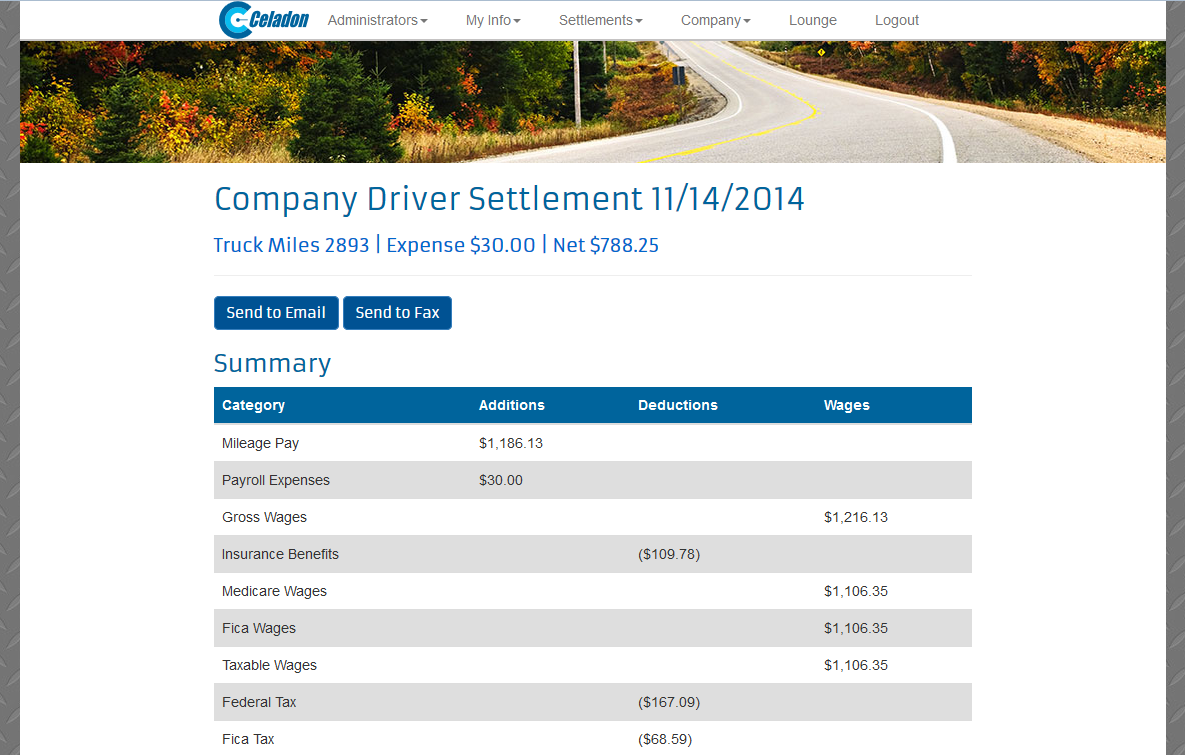 Celadon Administrators My Info Settlements Company Lounge Logout
Company Driver Settlement 11/14/2014
Truck Miles 2893 | Expense $30.00 | Net $788.25
Send to Email Send to Fax
Summary
Category Additions Deductions Wages
Mileage Pay $1,186.13
Payroll Expenses $30.00
Gross Wages $1,216.13
Insurance Benefits ($109.78)
Medicare Wages $1,106.35
Fica Wages $1,106.35
Taxable Wages $1,106.35
Federal Tax ($167.09)
Fica Tax ($68.59)